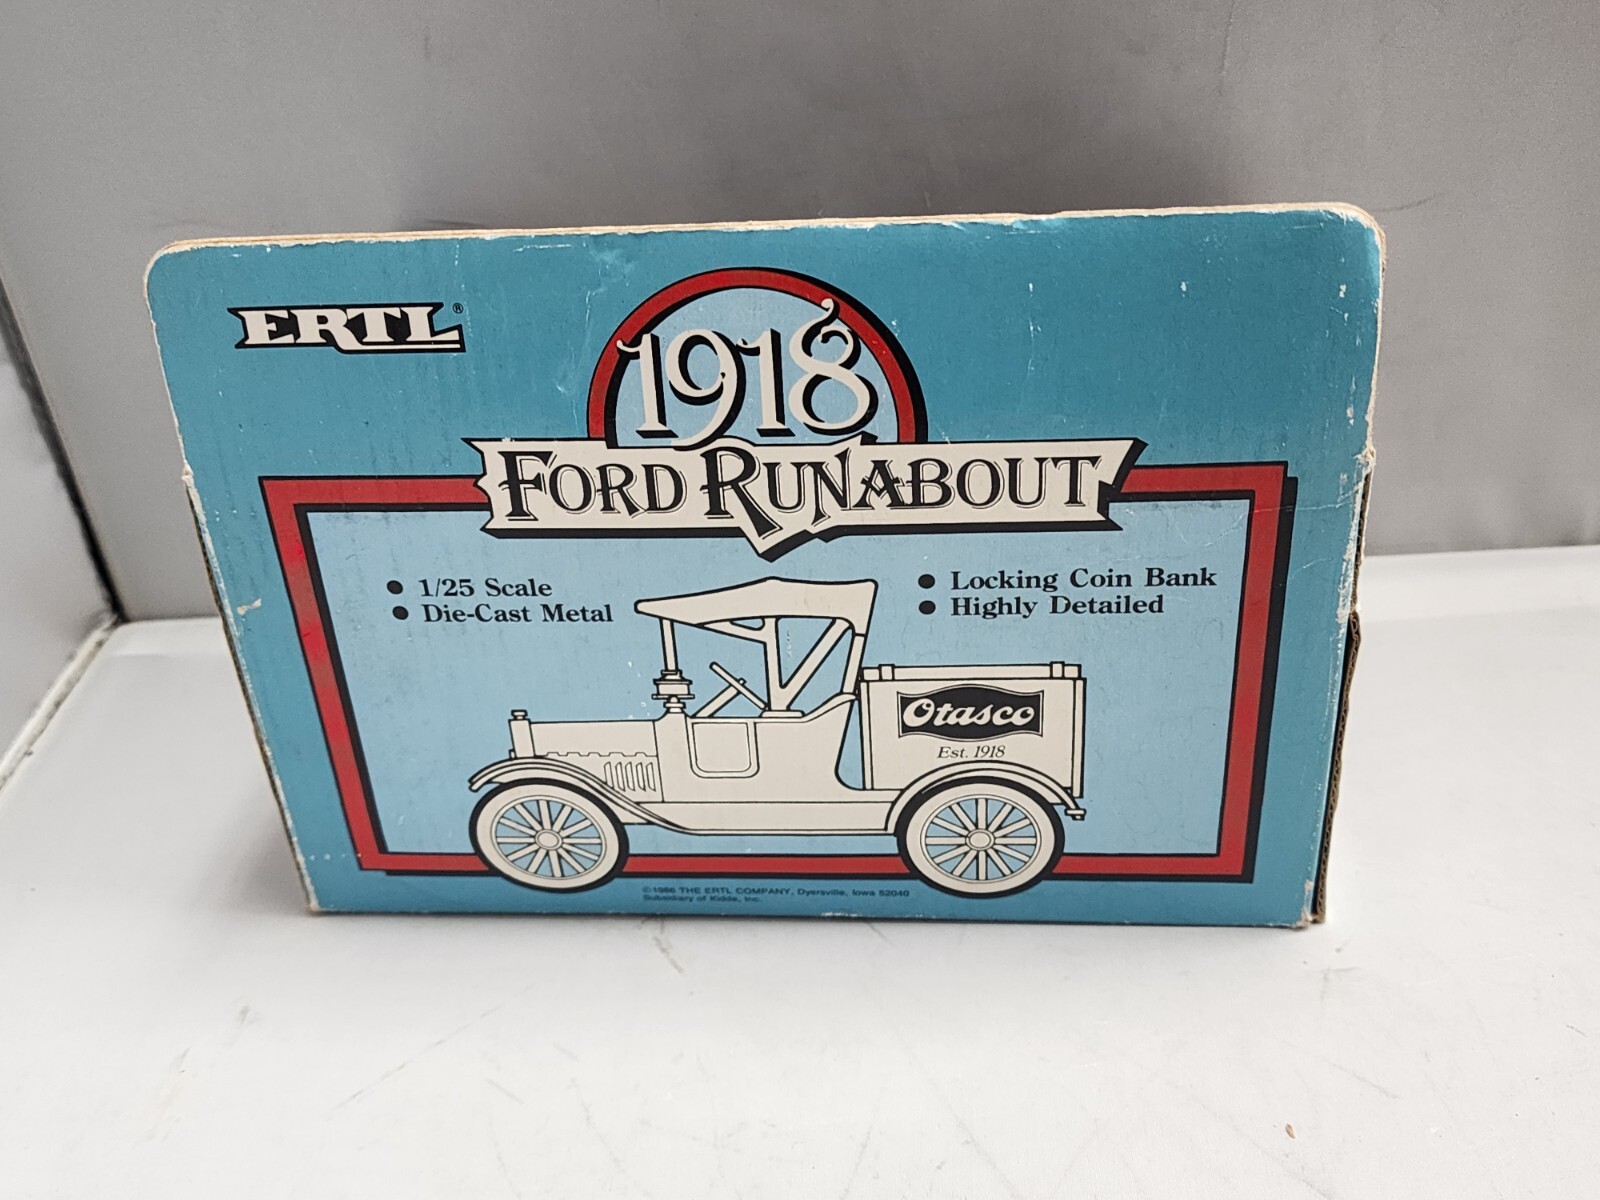 ERTL®
1918
FORD RUNABOUT
● 1/25 Scale
● Die-Cast Metal
● Locking Coin Bank
● Highly Detailed
Otasco
Est. 1918
©1986 THE ERTL COMPANY, Dyersville, Iowa 52040
Subsidiary of Kidde, Inc.